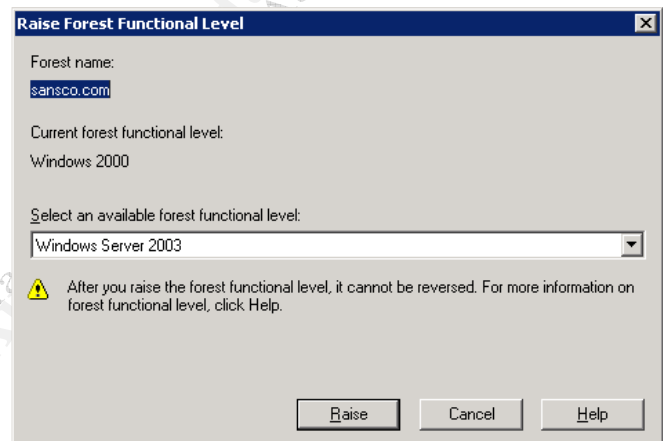 Raise Forest Functional Level
Forest name:
sansco.com
Current forest functional level:
Windows 2000
Select an available forest functional level:
Windows Server 2003
After you raise the forest functional level, it cannot be reversed. For more information on
forest functional level, click Help.
Raise Cancel Help